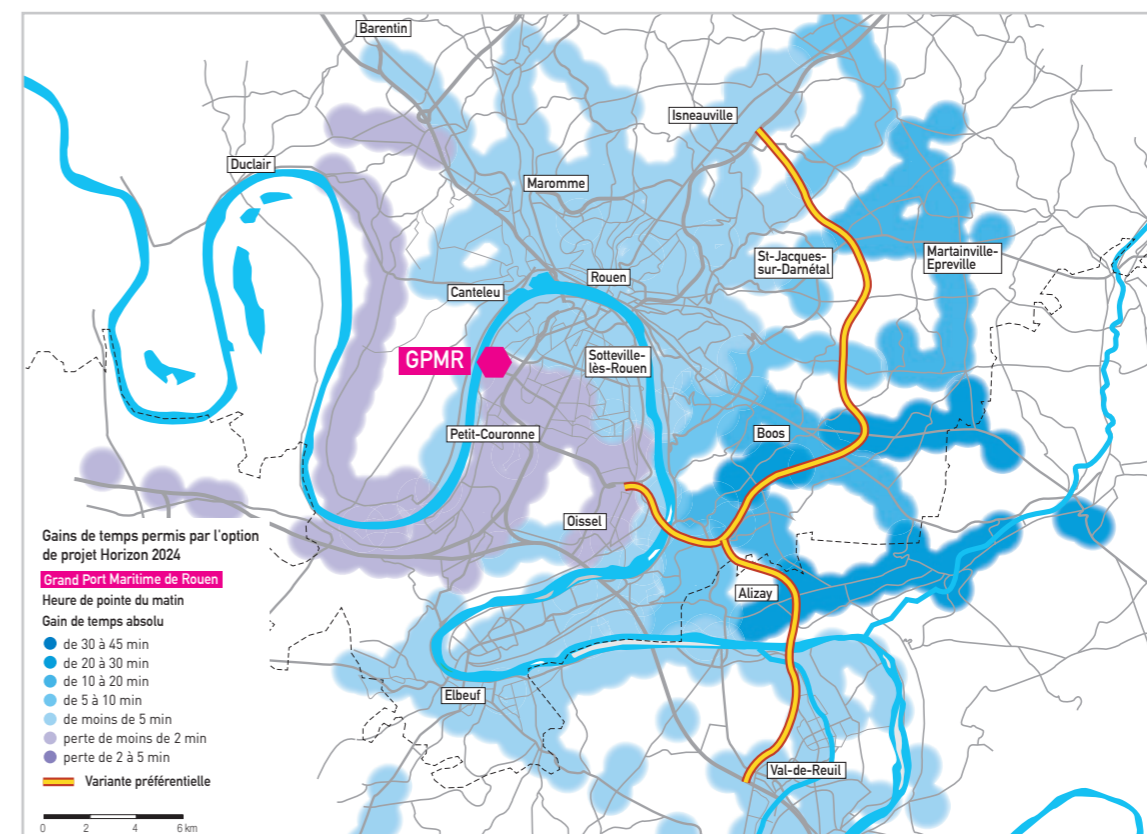 Barentin
Isneauville
Duclair
Maromme
St-Jacques-
sur-Darnétal
Martainville-
Epreville
Rouen
Canteleu
GPMR
Sotteville-
lès-Rouen
Petit-Couronne
Boos
Oissel
Alizay
Elbeuf
Val-de-Reuil
Gains de temps permis par l'option
de projet Horizon 2024
Grand Port Maritime de Rouen
Heure de pointe du matin
Gain de temps absolu
de 30 à 45 min
de 20 à 30 min
de 10 à 20 min
de 5 à 10 min
de moins de 5 min
perte de moins de 2 min
perte de 2 à 5 min
Variante préférentielle
0 2 4 6 km